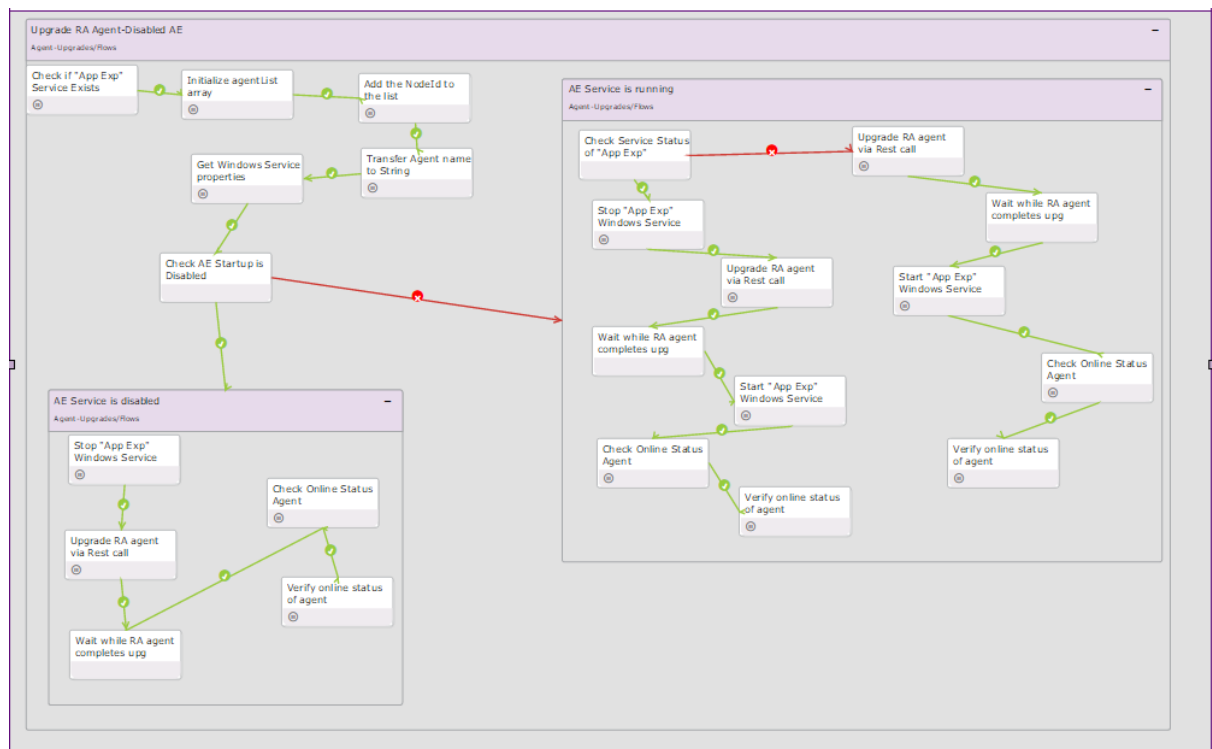 Upgrade RA Agent-Disabled AE
Agent-Upgrades/Flows
Check if "App Exp"
Service Exists
Initialize agentList
array
Add the NodeId to
the list
Transfer Agent name
to String
Get Windows Service
properties
Check AE Startup is
Disabled
AE Service is disabled
Agent-Upgrades/Flows
Stop "App Exp"
Windows Service
Upgrade RA agent
via Rest call
Wait while RA agent
completes upg
Check Online Status
Agent
Verify online status
of agent
AE Service is running
Agent-Upgrades/Flows
Check Service Status
of "App Exp"
Stop "App Exp"
Windows Service
Upgrade RA agent
via Rest call
Wait while RA agent
completes upg
Start "App Exp"
Windows Service
Check Online Status
Agent
Verify online status
of agent
Upgrade RA agent
via Rest call
Wait while RA agent
completes upg
Start "App Exp"
Windows Service
Check Online Status
Agent
Verify online status
of agent